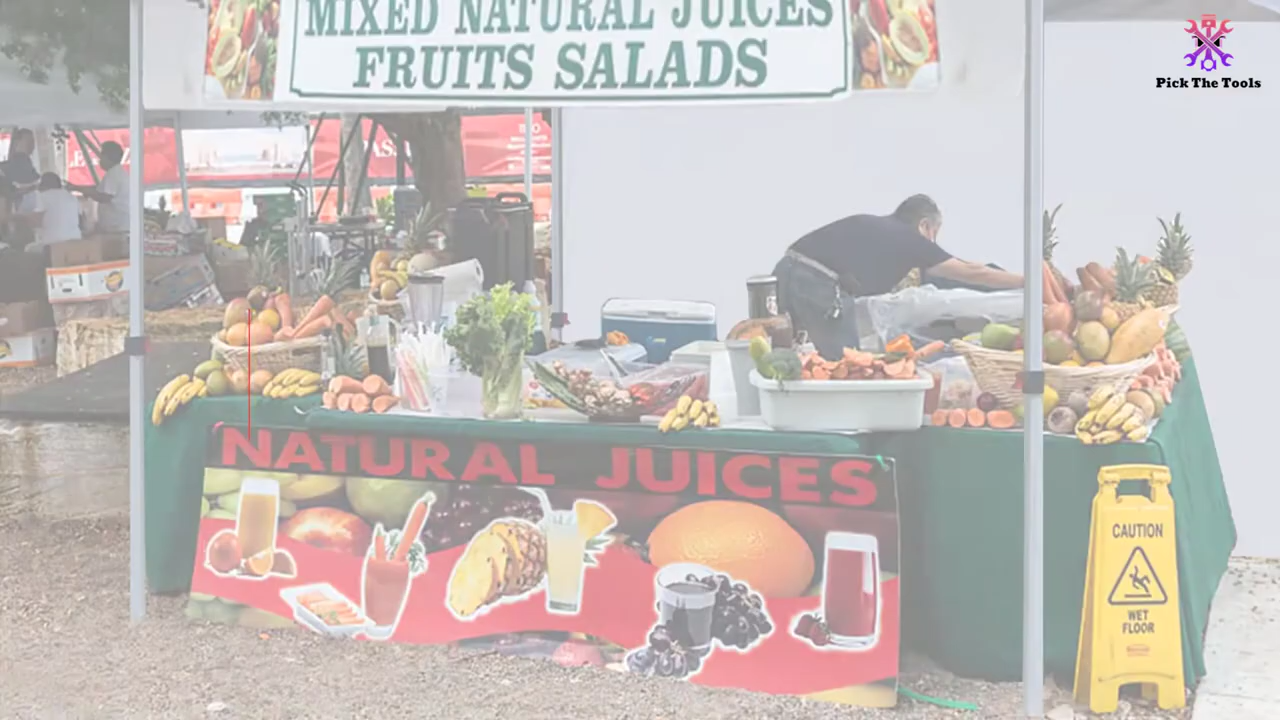 MIXED NATURAL JUICES
FRUITS SALADS
Pick The Tools
NATURAL JUICES
CAUTION
WET
FLOOR